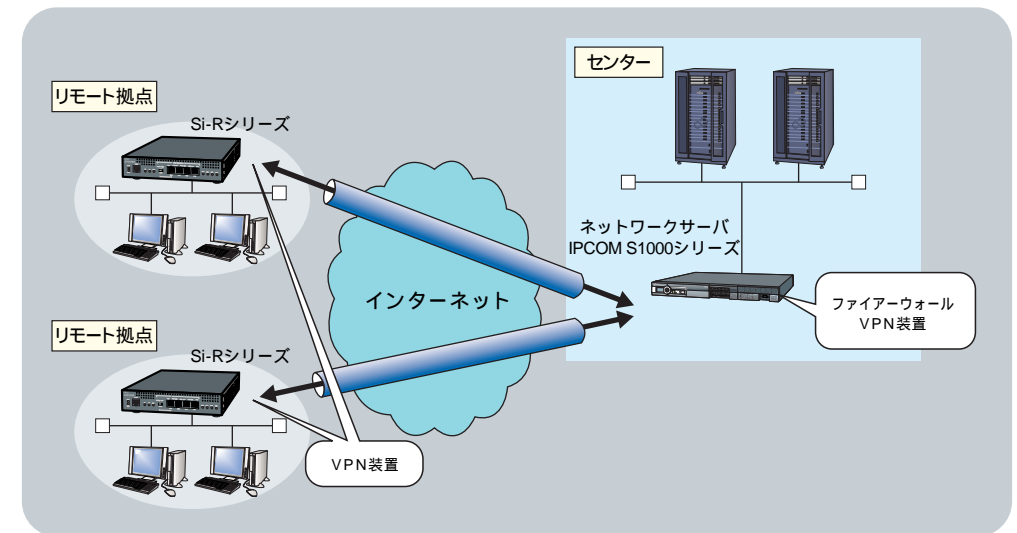 リモート拠点
Si-Rシリーズ
リモート拠点
Si-Rシリーズ
VPN装置
インターネット
センター
ネットワークサーバ
IPCOM S1000シリーズ
ファイアーウォール
VPN装置